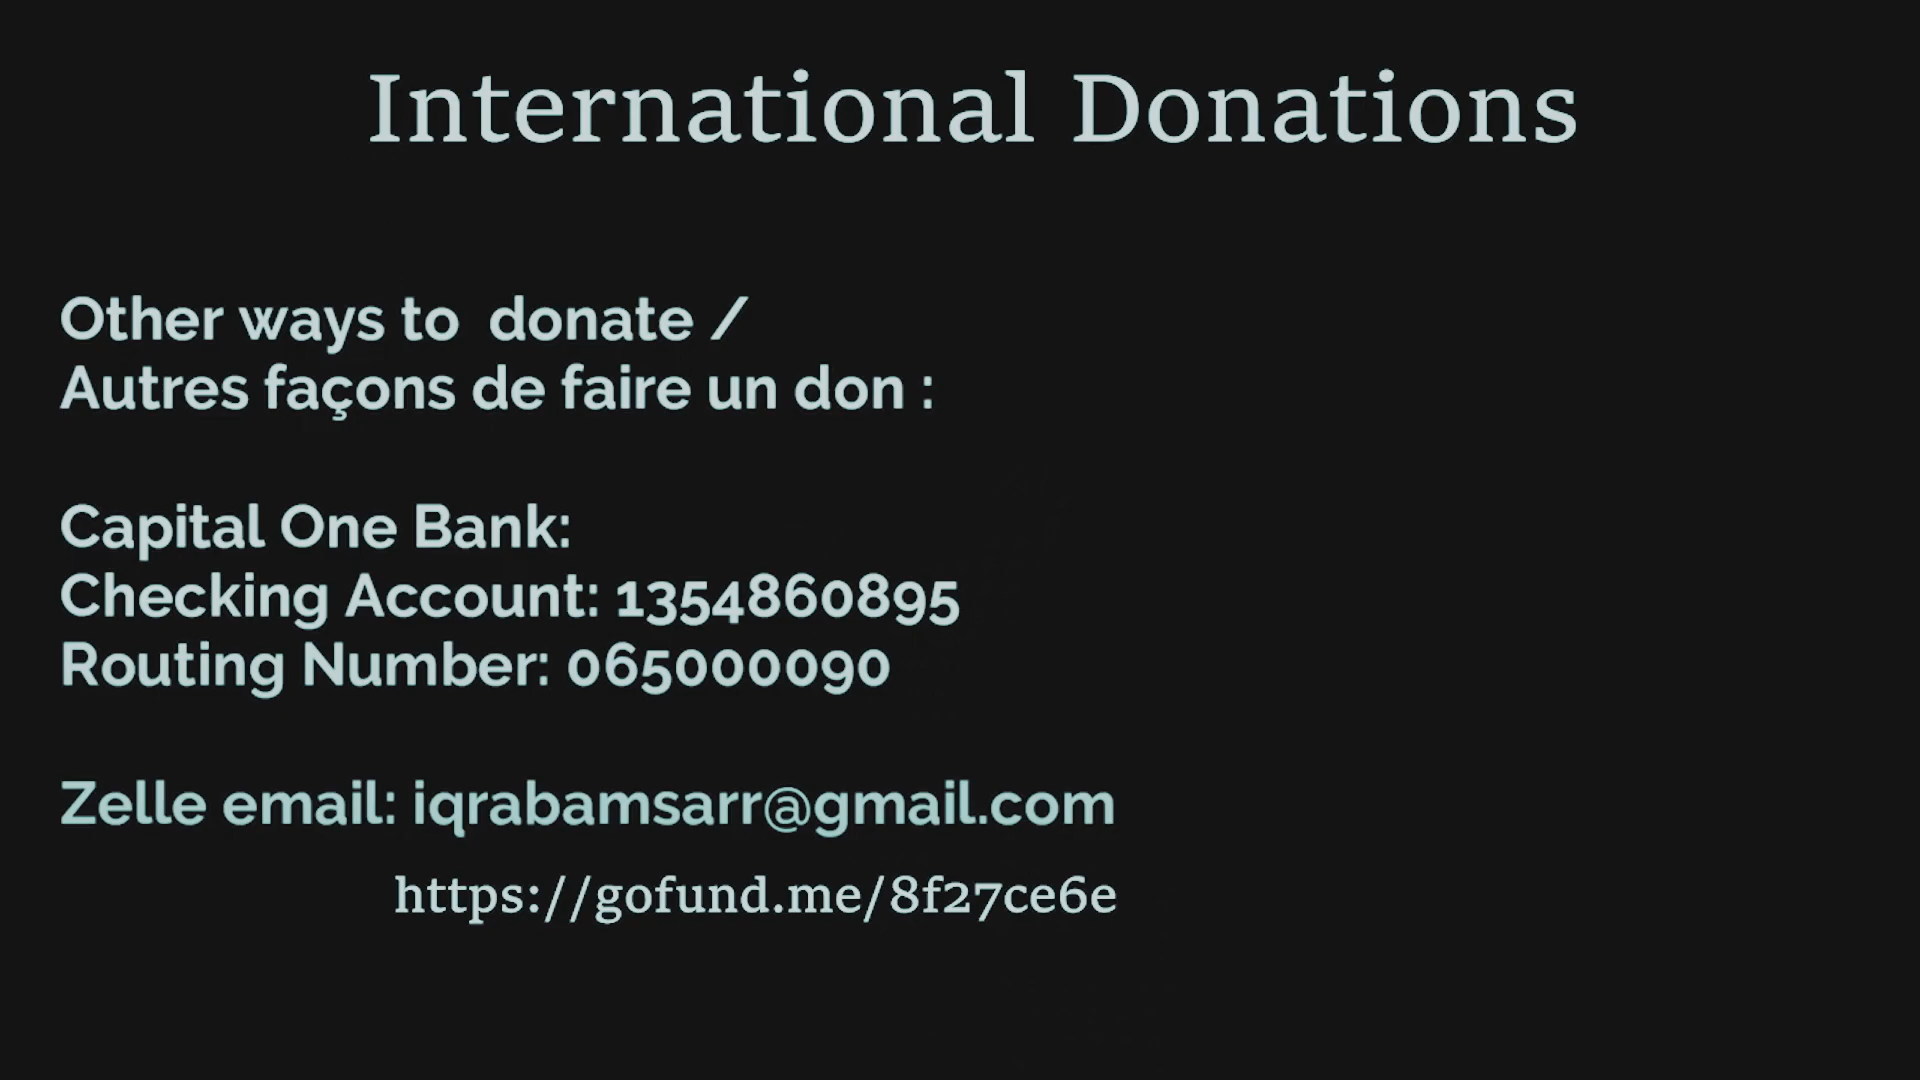 International Donations
Other ways to  donate /
Autres façons de faire un don :
Capital One Bank:
Checking Account: 1354860895
Routing Number: 065000090
Zelle email: iqrabamsarr@gmail.com
https://gofund.me/8f27ce6e